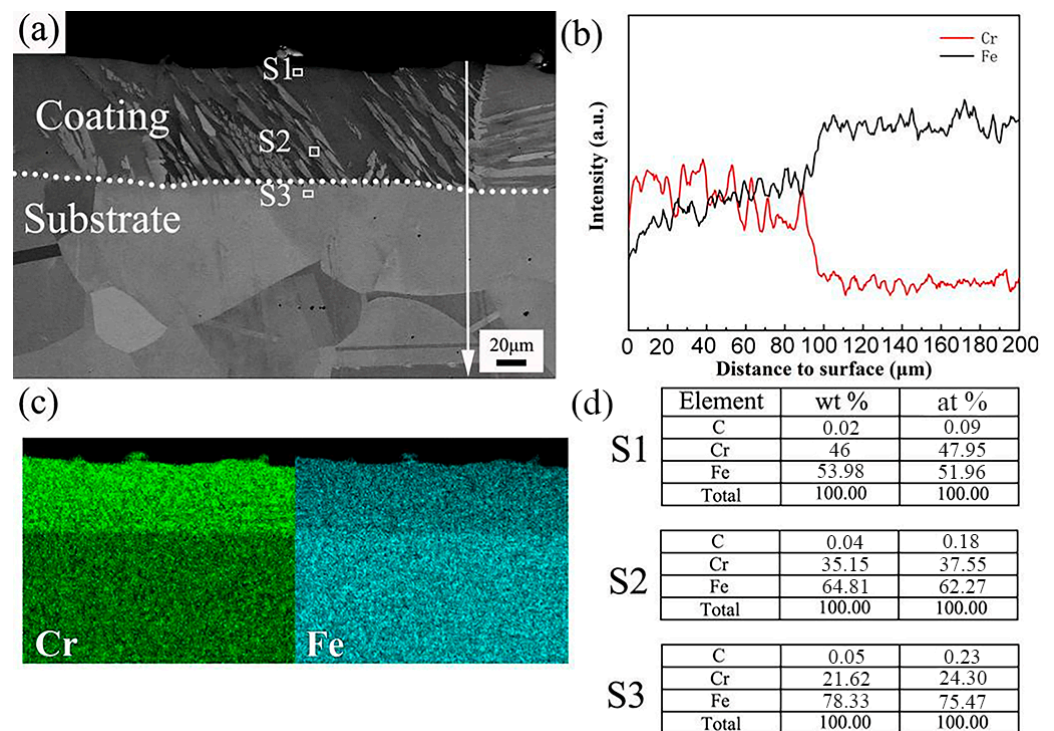 (a)
S1
Coating
S2
S3
Substrate
20μm
(b)
Cr
Fe
Intensity (a.u.)
0 20 40 60 80 100 120 140 160 180 200
Distance to surface (μm)
(c)
Cr
Fe
(d)
S1
Element wt % at %
C 0.02 0.09
Cr 46 47.95
Fe 53.98 51.96
Total 100.00 100.00
S2
C 0.04 0.18
Cr 35.15 37.55
Fe 64.81 62.27
Total 100.00 100.00
S3
C 0.05 0.23
Cr 21.62 24.30
Fe 78.33 75.47
Total 100.00 100.00